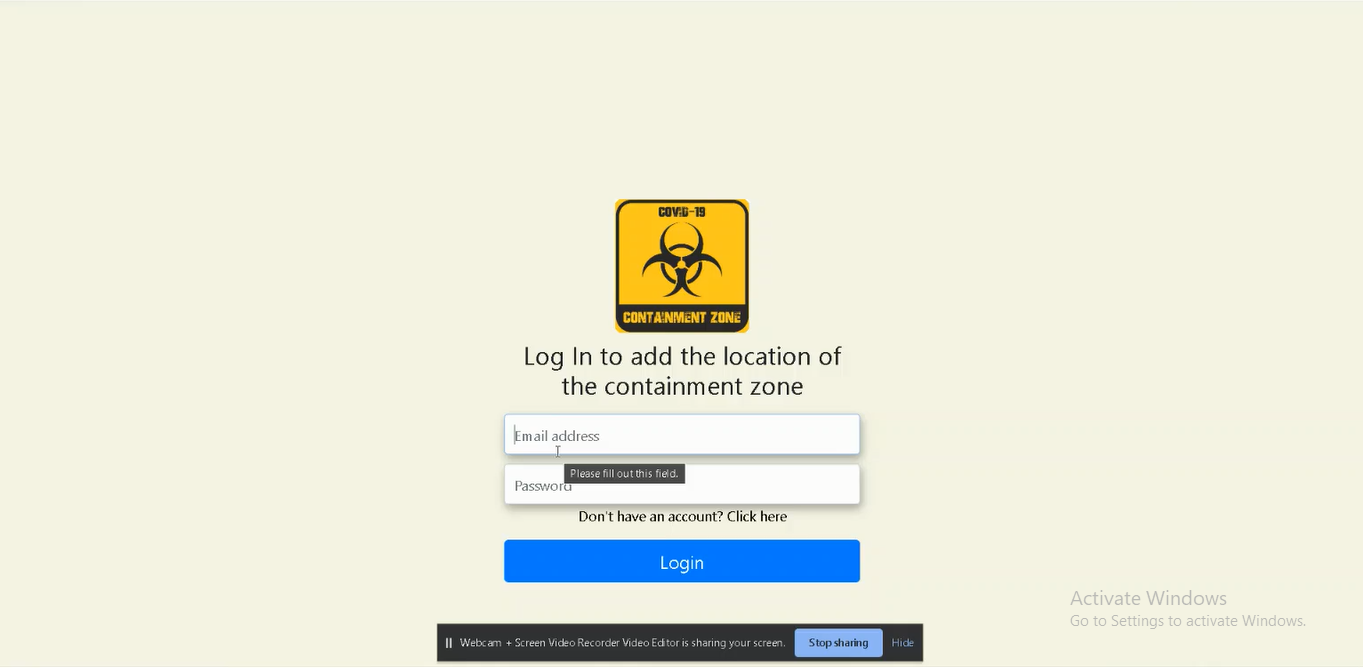 COVID-19
CONTAINMENT ZONE
Log In to add the location of
the containment zone
Email address
Please fill out this field.
Password
Don't have an account? Click here
Login
Activate Windows
Go to Settings to activate Windows.
Webcam + Screen Video Recorder Video Editor is sharing your screen. Stop sharing Hide